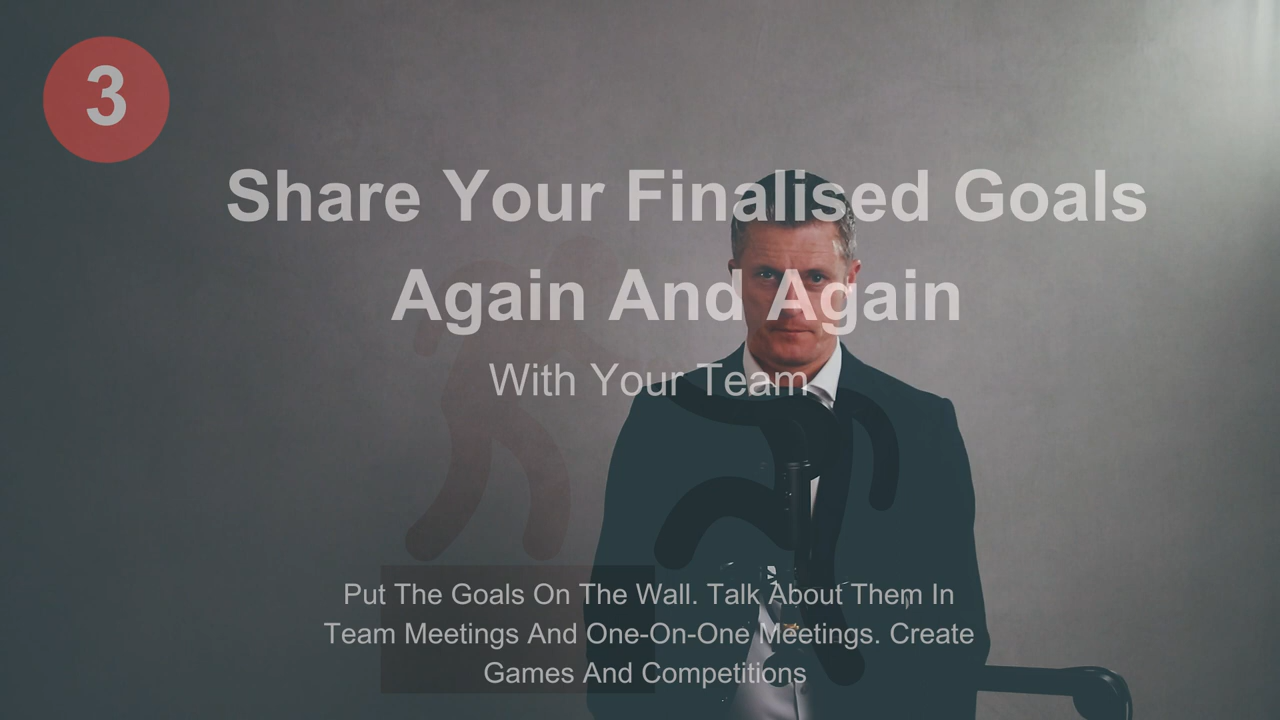 3
Share Your Finalised Goals
Again And Again
With Your Team
Put The Goals On The Wall. Talk About Them In
Team Meetings And One-On-One Meetings. Create
Games And Competitions